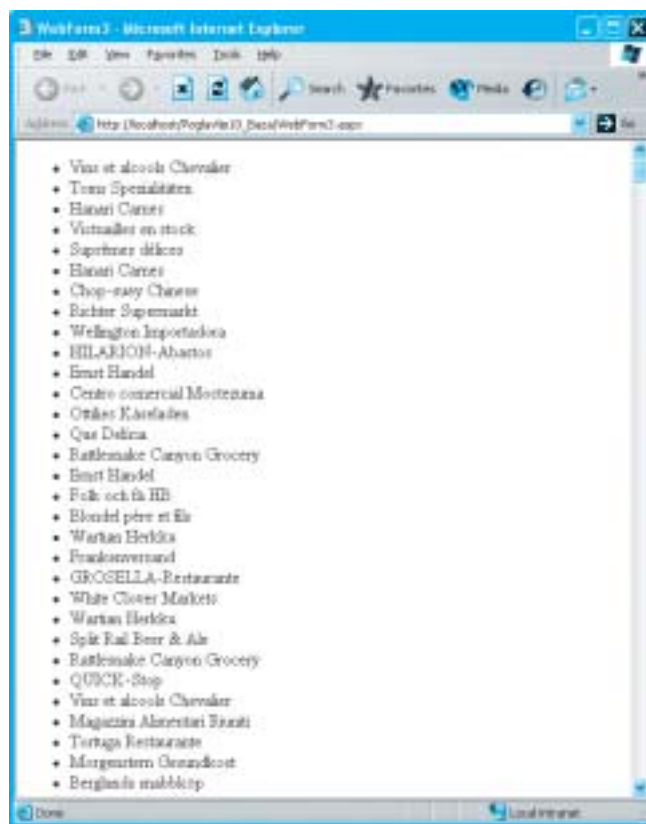 WebForm3 - Microsoft Internet Explorer
File Edit View Favorites Tools Help
Search Favorites Media
Address http://localhost/Poglavlje10_Baza/WebForm3.aspx Go
• Vins et alcools Chevalier
• Toms Spezialitäten
• Hanari Carnes
• Victuailles en stock
• Suprêmes délices
• Hanari Carnes
• Chop-suey Chinese
• Richter Supermarkt
• Wellington Importadora
• HILARION-Abastos
• Ernst Handel
• Centro comercial Moctezuma
• Ottilies Käseladen
• Que Delícia
• Rattlesnake Canyon Grocery
• Ernst Handel
• Folk och fä HB
• Blondel père et fils
• Wartian Herkku
• Frankenversand
• GROSELLA-Restaurante
• White Clover Markets
• Wartian Herkku
• Split Rail Beer & Ale
• Rattlesnake Canyon Grocery
• QUICK-Stop
• Vins et alcools Chevalier
• Magazzini Alimentari Riuniti
• Tortuga Restaurante
• Morgenstern Gesundkost
• Berglunds snabbköp
Done Local intranet